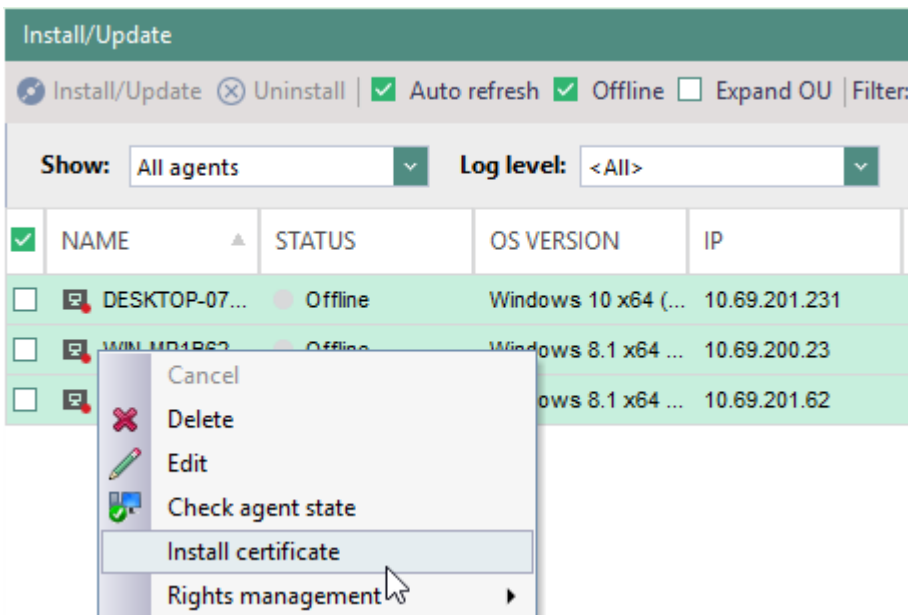 Install/Update
Install/Update Uninstall Auto refresh Offline Expand OU Filter:
Show: All agents Log level: <All>
NAME STATUS OS VERSION IP
DESKTOP-07... Offline Windows 10 x64 (... 10.69.201.231
WIN-MR1B62 Offline Windows 8.1 x64 ... 10.69.200.23
ows 8.1 x64 ... 10.69.201.62
Cancel
Delete
Edit
Check agent state
Install certificate
Rights management